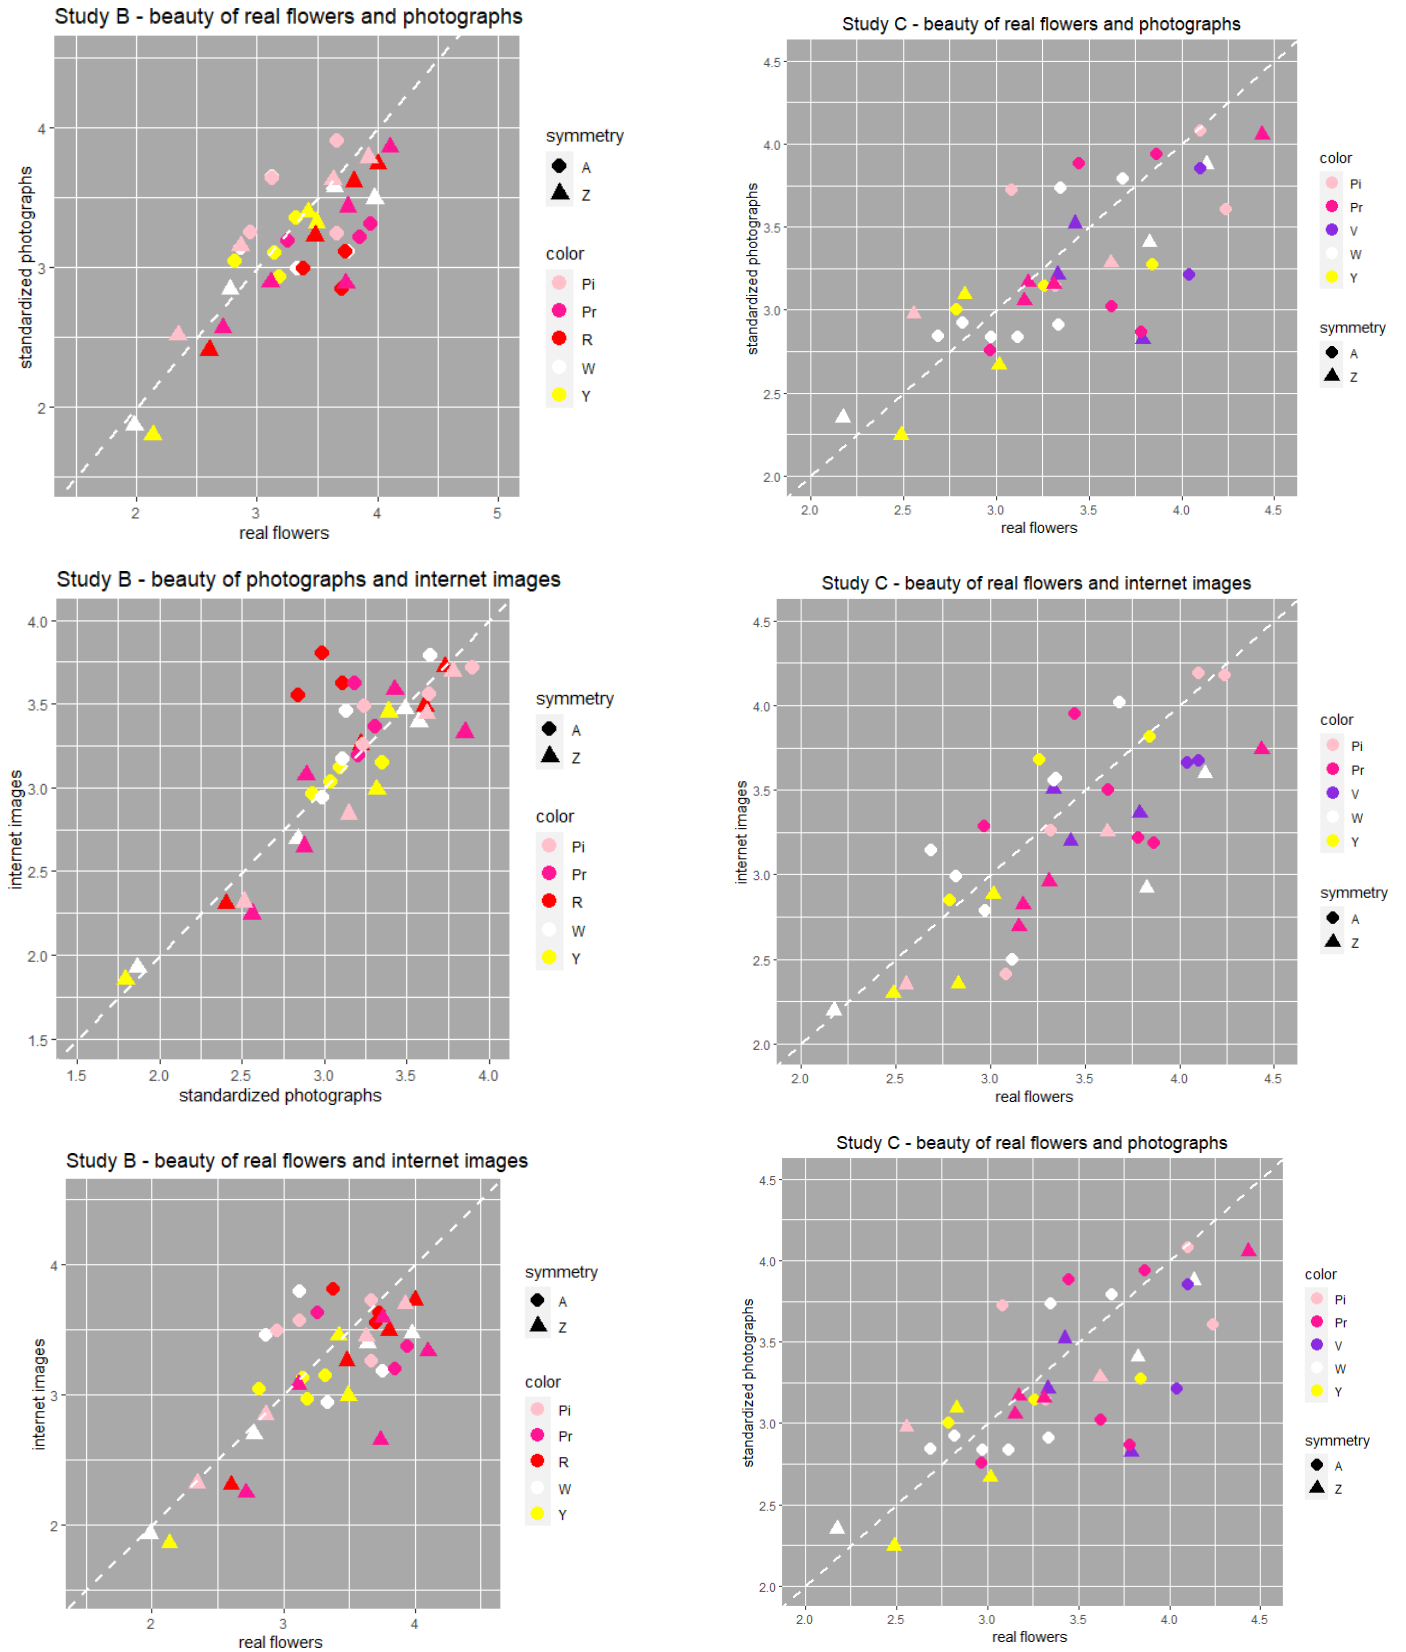 Study B - beauty of real flowers and photographs
standardized photographs
4
3
2
2 3 4 5
real flowers
symmetry
A
Z
color
Pi
Pr
R
W
Y
Study C - beauty of real flowers and photographs
standardized photographs
4.5
4.0
3.5
3.0
2.5
2.0
2.0 2.5 3.0 3.5 4.0 4.5
real flowers
color
Pi
Pr
V
W
Y
symmetry
A
Z
Study B - beauty of photographs and internet images
internet images
4.0
3.5
3.0
2.5
2.0
1.5
1.5 2.0 2.5 3.0 3.5 4.0
standardized photographs
symmetry
A
Z
color
Pi
Pr
R
W
Y
Study C - beauty of real flowers and internet images
internet images
4.5
4.0
3.5
3.0
2.5
2.0
2.0 2.5 3.0 3.5 4.0 4.5
real flowers
color
Pi
Pr
V
W
Y
symmetry
A
Z
Study B - beauty of real flowers and internet images
internet images
4
3
2
2 3 4
real flowers
symmetry
A
Z
color
Pi
Pr
R
W
Y
Study C - beauty of real flowers and photographs
standardized photographs
4.5
4.0
3.5
3.0
2.5
2.0
2.0 2.5 3.0 3.5 4.0 4.5
real flowers
color
Pi
Pr
V
W
Y
symmetry
A
Z